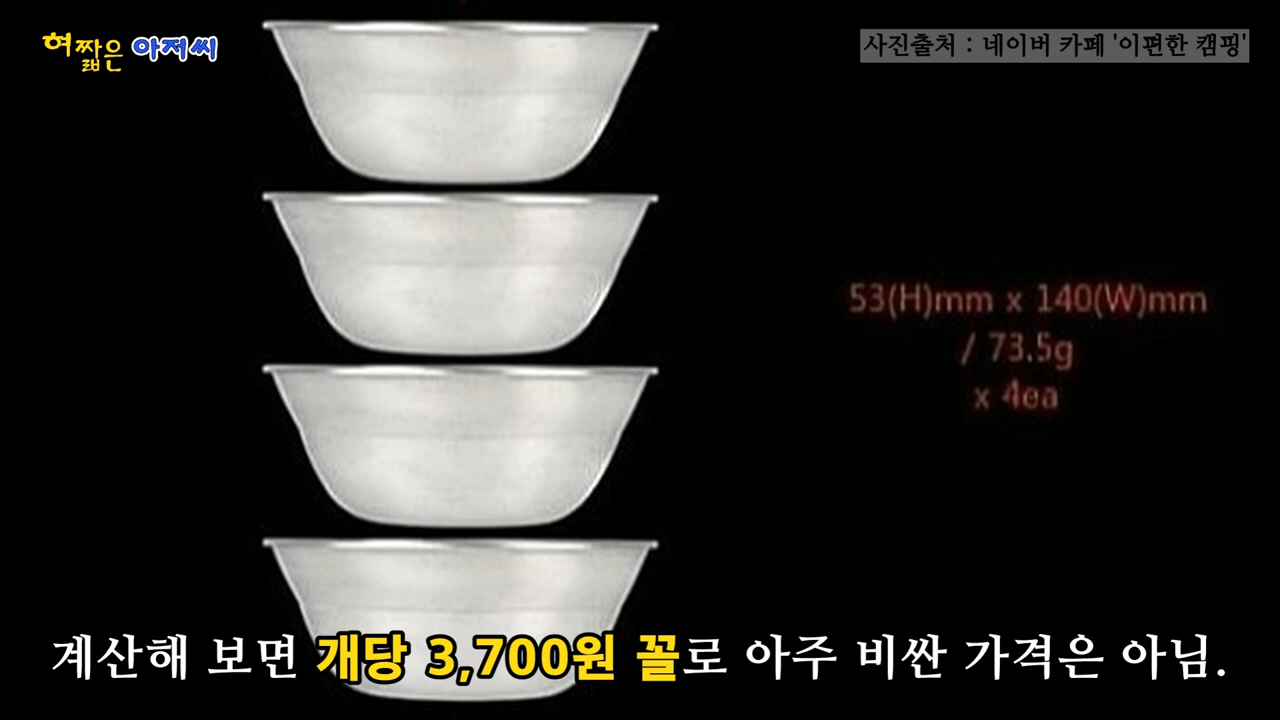 혀짧은 아저씨
사진출처 : 네이버 카페 '이편한 캠핑'
53(H)mm x 140(W)mm
/ 73.5g
x 4ea
계산해 보면 개당 3,700원 꼴로 아주 비싼 가격은 아님.